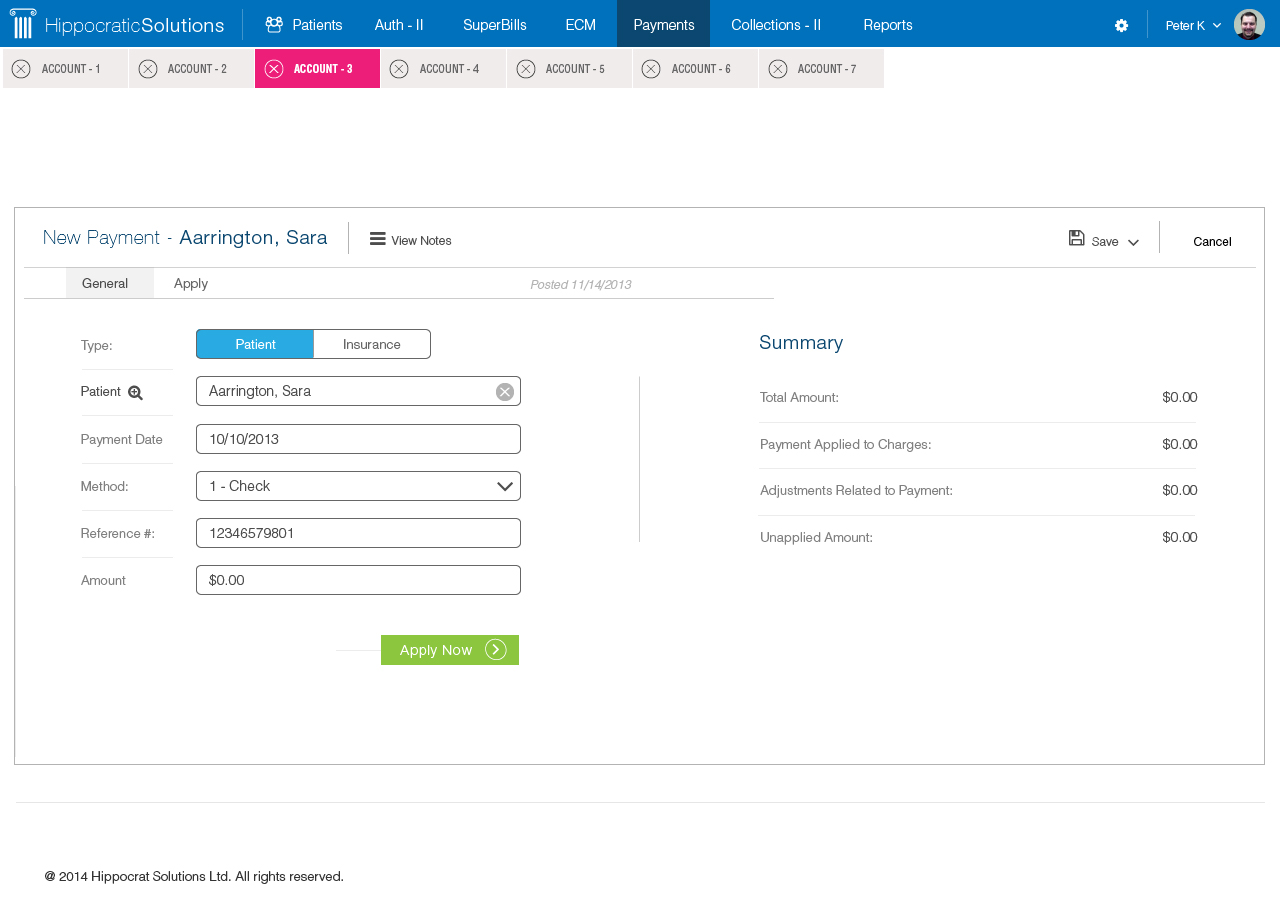 HippocraticSolutions Patients Auth - II SuperBills ECM Payments Collections - II Reports Peter K
ACCOUNT - 1 ACCOUNT - 2 ACCOUNT - 3 ACCOUNT - 4 ACCOUNT - 5 ACCOUNT - 6 ACCOUNT - 7
New Payment - Aarrington, Sara View Notes Save Cancel
General Apply Posted 11/14/2013
Type: Patient Insurance
Patient Aarrington, Sara
Payment Date 10/10/2013
Method: 1 - Check
Reference #: 12346579801
Amount $0.00
Apply Now
Summary
Total Amount: $0.00
Payment Applied to Charges: $0.00
Adjustments Related to Payment: $0.00
Unapplied Amount: $0.00
@ 2014 Hippocrat Solutions Ltd. All rights reserved.